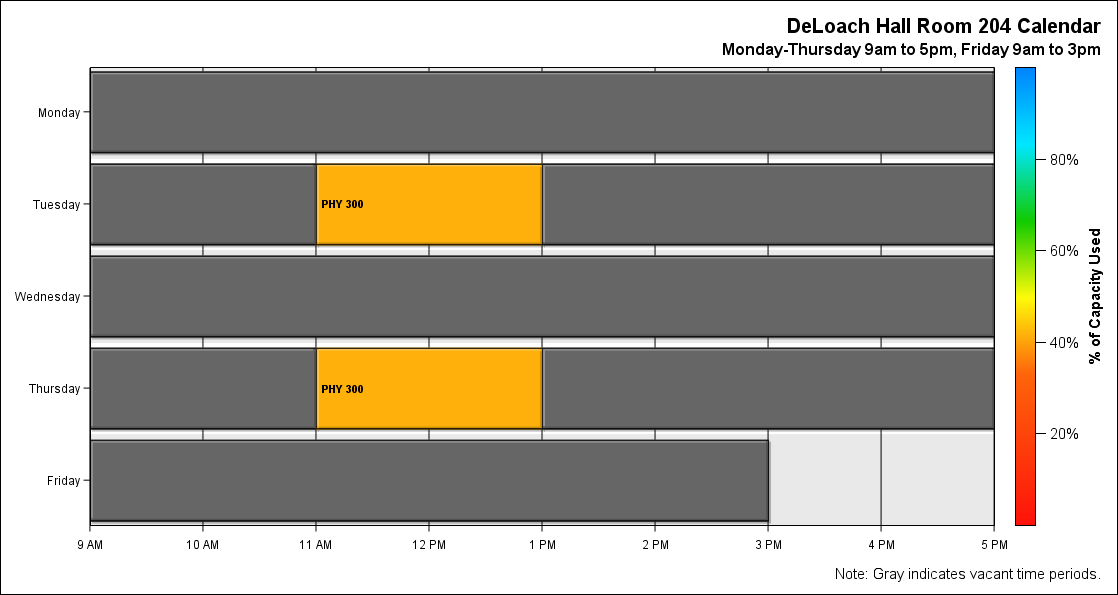 DeLoach Hall Room 204 Calendar
Monday-Thursday 9am to 5pm, Friday 9am to 3pm
Monday
Tuesday
PHY 300
Wednesday
Thursday
PHY 300
Friday
9 AM
10 AM
11 AM
12 PM
1 PM
2 PM
3 PM
4 PM
5 PM
80%
60%
40%
20%
% of Capacity Used
Note: Gray indicates vacant time periods.